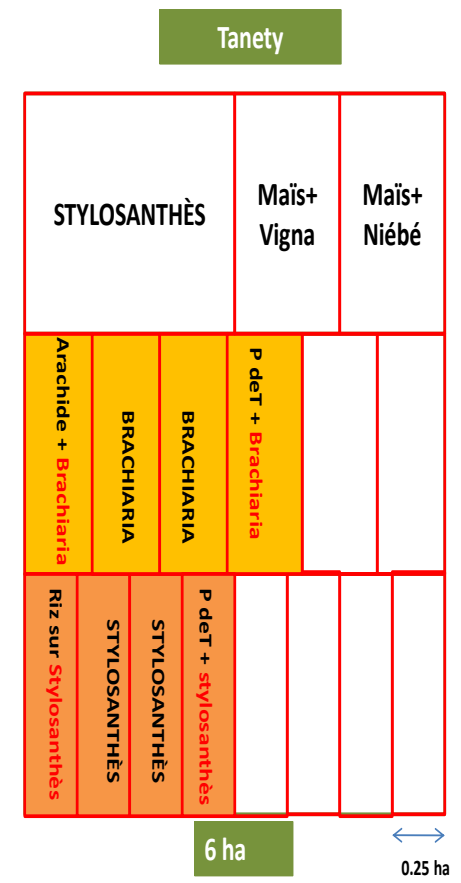 Tanety
STYLOSANTHÈS
Maïs+
Vigna
Maïs+
Niébé
Arachide + Brachiaria
BRACHIARIA
BRACHIARIA
P deT + Brachiaria
Riz sur Stylosanthès
STYLOSANTHÈS
STYLOSANTHÈS
P deT + stylosanthès
6 ha
0.25 ha